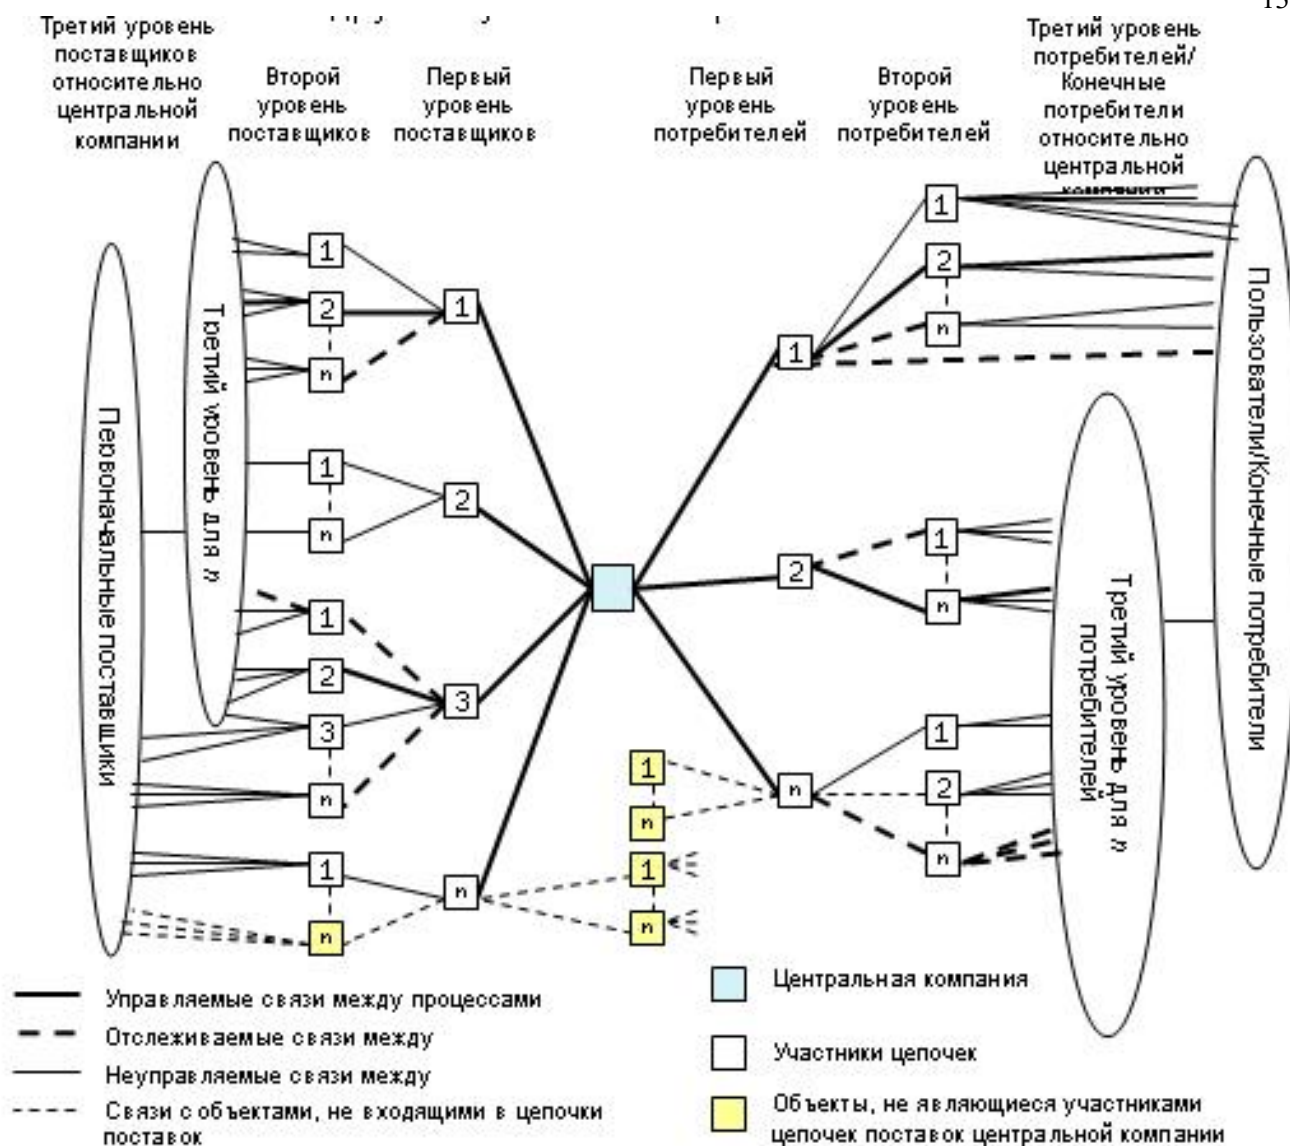 15
Третий уровень
поставщиков
относительно
центральной
компании
Второй
уровень
поставщиков
Первый
уровень
поставщиков
Первый
уровень
потребителей
Второй
уровень
потребителей
Третий уровень
потребителей/
Конечные
потребители
относительно
центральной
компании
Первоначальные поставщики
Третий уровень для n
1
2
n
1
n
1
2
3
n
1
n
1
2
3
n
1
n
1
n
1
2
n
1
2
n
1
n
1
2
n
Третий уровень для n
потребителей
Пользователи/Конечные потребители
Управляемые связи между процессами
Отслеживаемые связи между
Неуправляемые связи между
Связи с объектами, не входящими в цепочки
поставок
Центральная компания
Участники цепочек
Объекты, не являющиеся участниками
цепочек поставок центральной компании